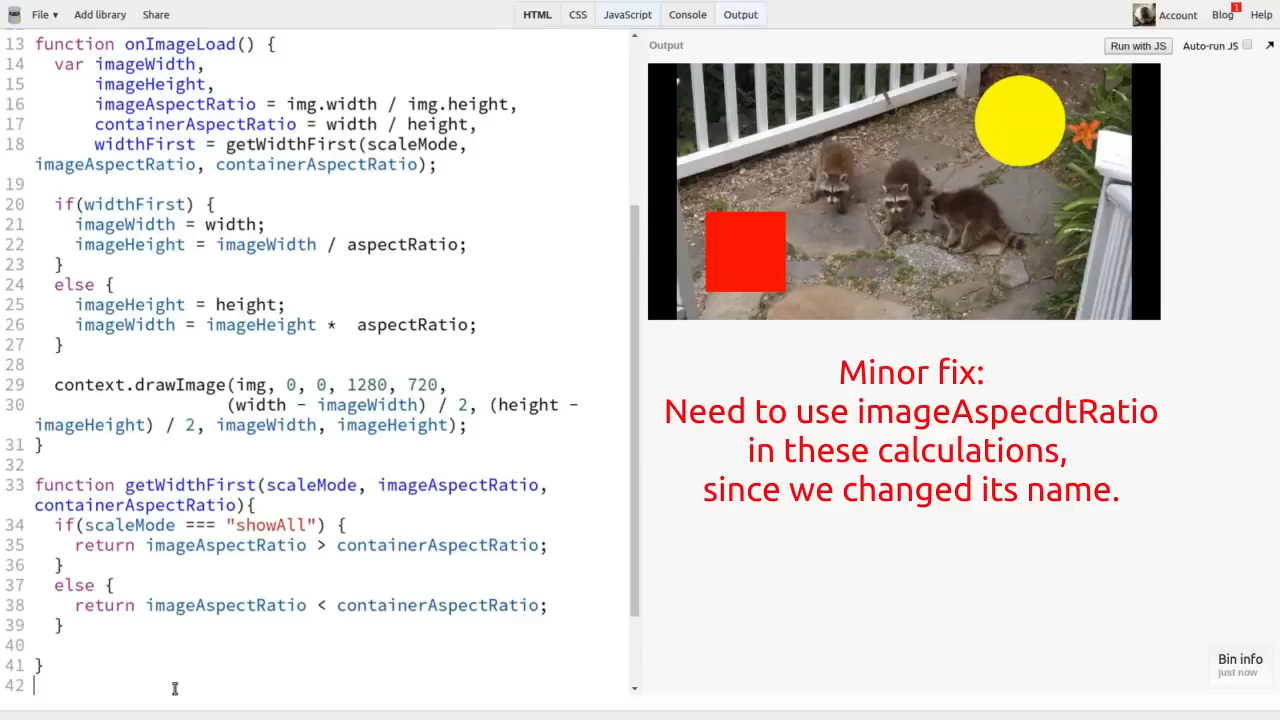 File ▾ Add library Share HTML CSS JavaScript Console Output Account Blog 1 Help
13 function onImageLoad() {
14 var imageWidth,
15 imageHeight,
16 imageAspectRatio = img.width / img.height,
17 containerAspectRatio = width / height,
18 widthFirst = getWidthFirst(scaleMode,
imageAspectRatio, containerAspectRatio);
19
20 if(widthFirst) {
21 imageWidth = width;
22 imageHeight = imageWidth / aspectRatio;
23 }
24 else {
25 imageHeight = height;
26 imageWidth = imageHeight * aspectRatio;
27 }
28
29 context.drawImage(img, 0, 0, 1280, 720,
30 (width - imageWidth) / 2, (height -
imageHeight) / 2, imageWidth, imageHeight);
31 }
32
33 function getWidthFirst(scaleMode, imageAspectRatio,
containerAspectRatio){
34 if(scaleMode === "showAll") {
35 return imageAspectRatio > containerAspectRatio;
36 }
37 else {
38 return imageAspectRatio < containerAspectRatio;
39 }
40
41 }
42
Output Run with JS Auto-run JS
Minor fix:
Need to use imageAspecdtRatio
in these calculations,
since we changed its name.
Bin info
just now